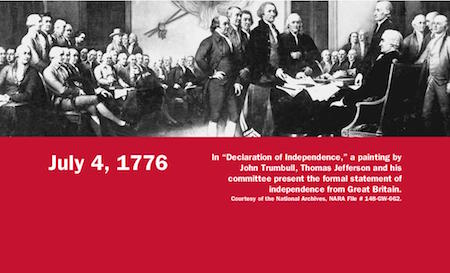 July 4, 1776
In “Declaration of Independence,” a painting by
John Trumbull, Thomas Jefferson and his
committee present the formal statement of
independence from Great Britain.
Courtesy of the National Archives, NARA File # 148-GW-662.